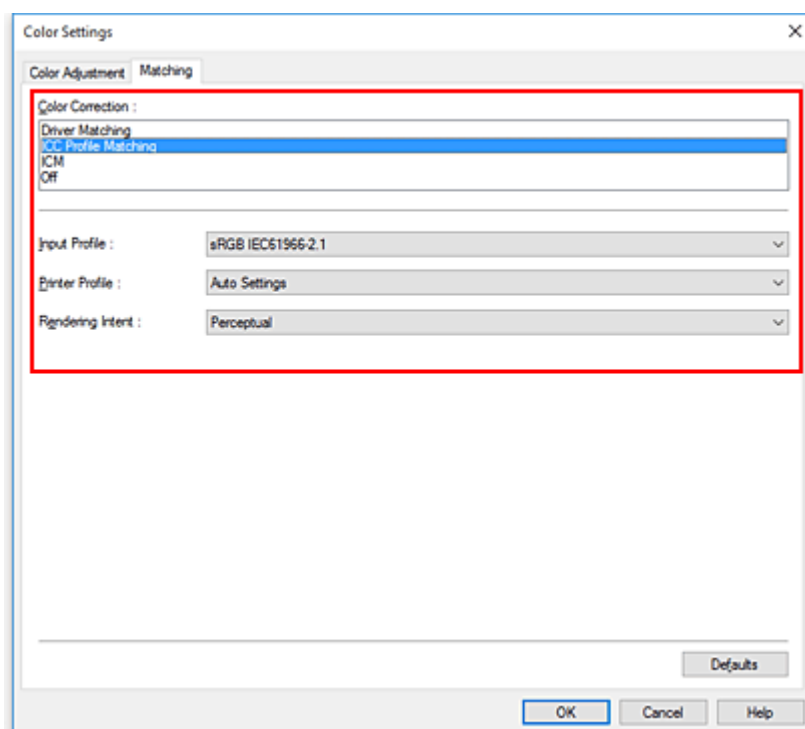 Color Settings
Color Adjustment Matching
Color Correction :
Driver Matching
ICC Profile Matching
ICM
Off
Input Profile : sRGB IEC61966-2.1
Printer Profile : Auto Settings
Rendering Intent : Perceptual
Defaults
OK Cancel Help